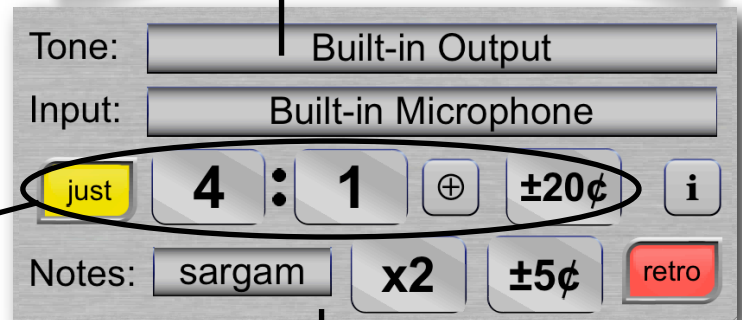 Tone: Built-in Output
Input: Built-in Microphone
just 4 : 1 ⊕ ±20¢ i
Notes: sargam x2 ±5¢ retro